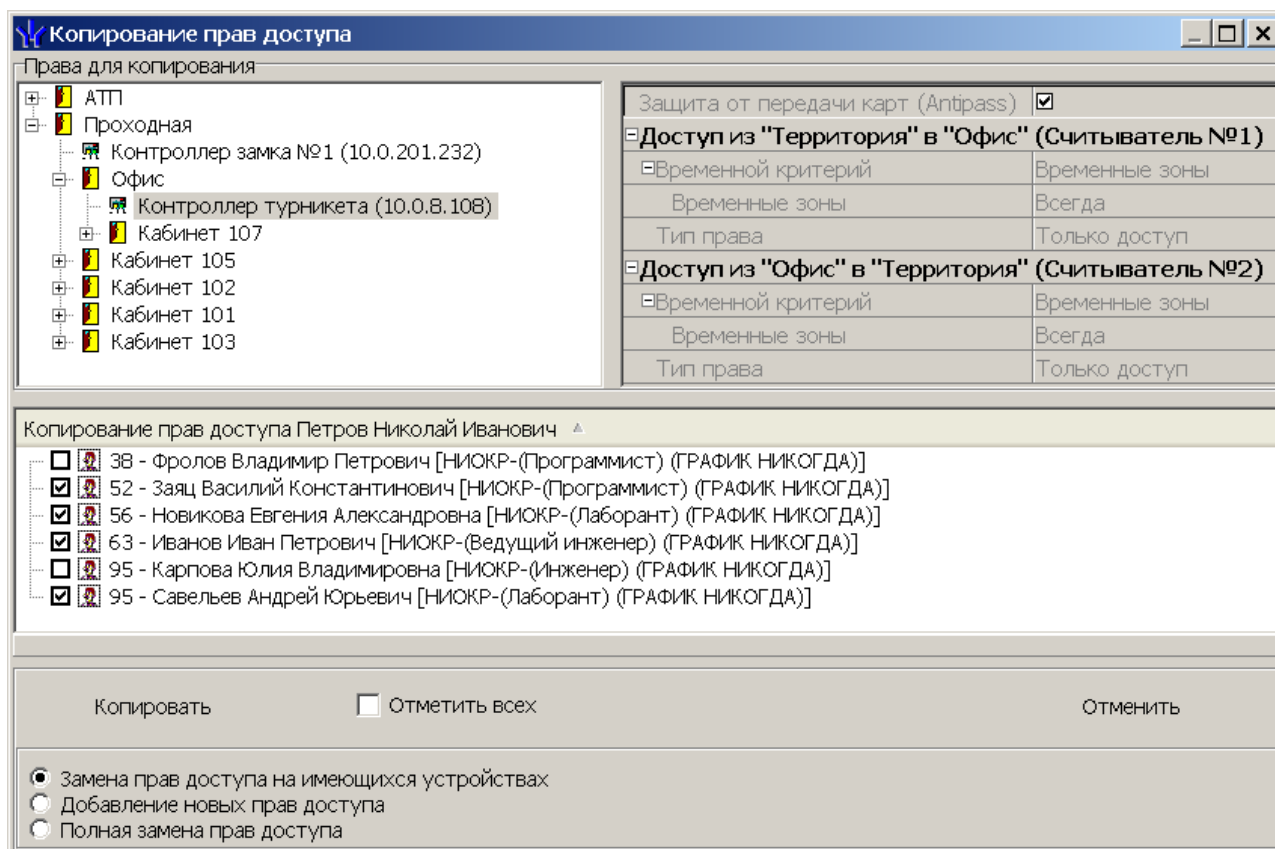 Копирование прав доступа
Права для копирования
АТП
Проходная
Контроллер замка №1 (10.0.201.232)
Офис
Контроллер турникета (10.0.8.108)
Кабинет 107
Кабинет 105
Кабинет 102
Кабинет 101
Кабинет 103
Защита от передачи карт (Antipass)
Доступ из "Территория" в "Офис" (Считыватель №1)
Временной критерий Временные зоны
Временные зоны Всегда
Тип права Только доступ
Доступ из "Офис" в "Территория" (Считыватель №2)
Временной критерий Временные зоны
Временные зоны Всегда
Тип права Только доступ
Копирование прав доступа Петров Николай Иванович
38 - Фролов Владимир Петрович [НИОКР-(Программист) (ГРАФИК НИКОГДА)]
52 - Заяц Василий Константинович [НИОКР-(Программист) (ГРАФИК НИКОГДА)]
56 - Новикова Евгения Александровна [НИОКР-(Лаборант) (ГРАФИК НИКОГДА)]
63 - Иванов Иван Петрович [НИОКР-(Ведущий инженер) (ГРАФИК НИКОГДА)]
95 - Карпова Юлия Владимировна [НИОКР-(Инженер) (ГРАФИК НИКОГДА)]
95 - Савельев Андрей Юрьевич [НИОКР-(Лаборант) (ГРАФИК НИКОГДА)]
Копировать Отметить всех Отменить
Замена прав доступа на имеющихся устройствах
Добавление новых прав доступа
Полная замена прав доступа